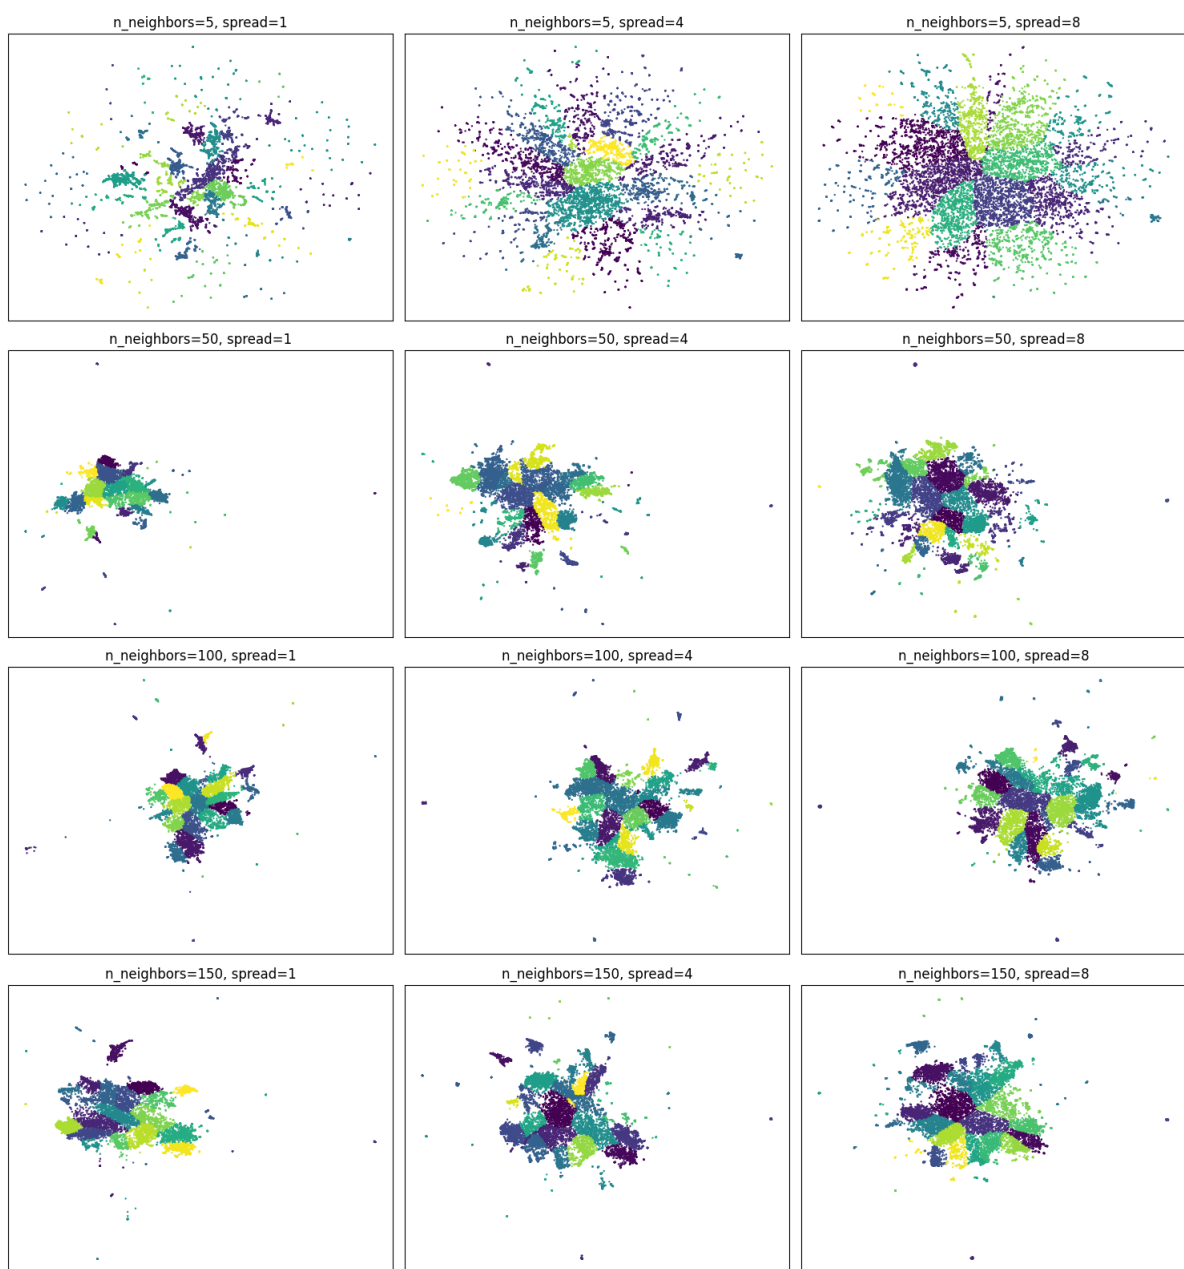 n_neighbors=5, spread=1
n_neighbors=5, spread=4
n_neighbors=5, spread=8
n_neighbors=50, spread=1
n_neighbors=50, spread=4
n_neighbors=50, spread=8
n_neighbors=100, spread=1
n_neighbors=100, spread=4
n_neighbors=100, spread=8
n_neighbors=150, spread=1
n_neighbors=150, spread=4
n_neighbors=150, spread=8